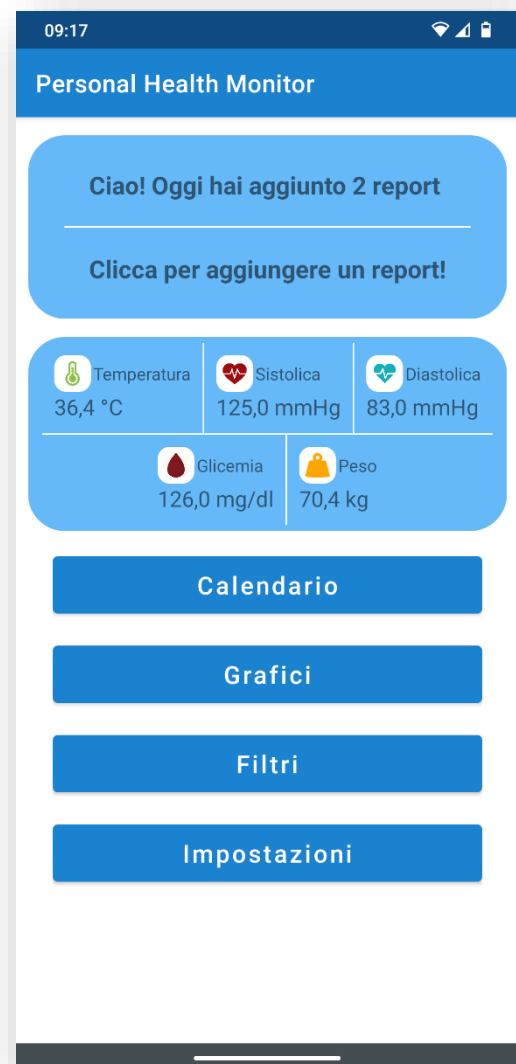 09:17
Personal Health Monitor
Ciao! Oggi hai aggiunto 2 report
Clicca per aggiungere un report!
Temperatura
36,4 °C
Sistolica
125,0 mmHg
Diastolica
83,0 mmHg
Glicemia
126,0 mg/dl
Peso
70,4 kg
Calendario
Grafici
Filtri
Impostazioni